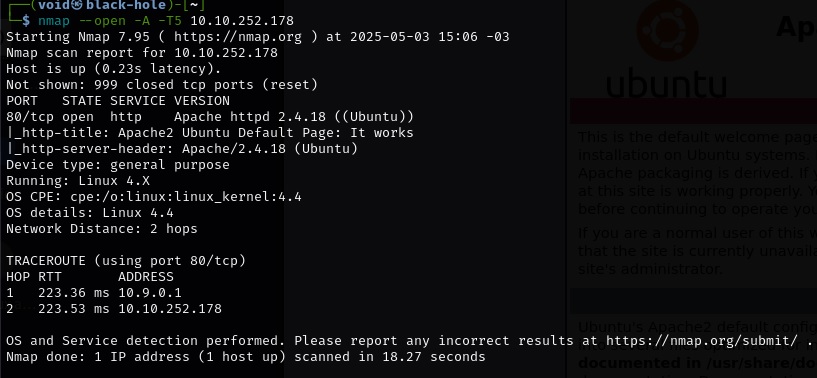 (void㉿black-hole)-[~]
$ nmap --open -A -T5 10.10.252.178
Starting Nmap 7.95 ( https://nmap.org ) at 2025-05-03 15:06 -03
Nmap scan report for 10.10.252.178
Host is up (0.23s latency).
Not shown: 999 closed tcp ports (reset)
PORT   STATE SERVICE VERSION
80/tcp open  http    Apache httpd 2.4.18 ((Ubuntu))
|_http-title: Apache2 Ubuntu Default Page: It works
|_http-server-header: Apache/2.4.18 (Ubuntu)
Device type: general purpose
Running: Linux 4.X
OS CPE: cpe:/o:linux:linux_kernel:4.4
OS details: Linux 4.4
Network Distance: 2 hops
TRACEROUTE (using port 80/tcp)
HOP RTT       ADDRESS
1   223.36 ms 10.9.0.1
2   223.53 ms 10.10.252.178
OS and Service detection performed. Please report any incorrect results at https://nmap.org/submit/ .
Nmap done: 1 IP address (1 host up) scanned in 18.27 seconds
Ap
ubuntu
This is the default welcome pag
installation on Ubuntu systems.
Apache packaging is derived. If y
at this site is working properly. Y
before continuing to operate you
If you are a normal user of this w
that the site is currently unavaila
site's administrator.
Ubuntu's Apache2 default config
documented in /usr/share/do